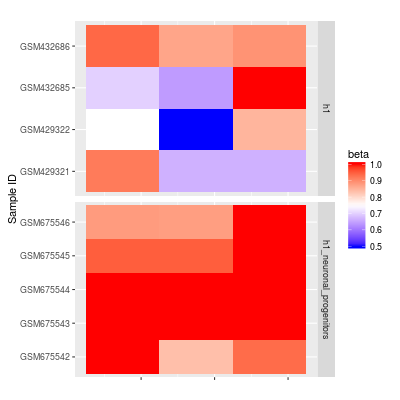 GSM432686
GSM432685
GSM429322
GSM429321
h1
GSM675546
GSM675545
GSM675544
GSM675543
GSM675542
h1_neuronal_progenitors
Sample ID
beta
1.0
0.9
0.8
0.7
0.6
0.5